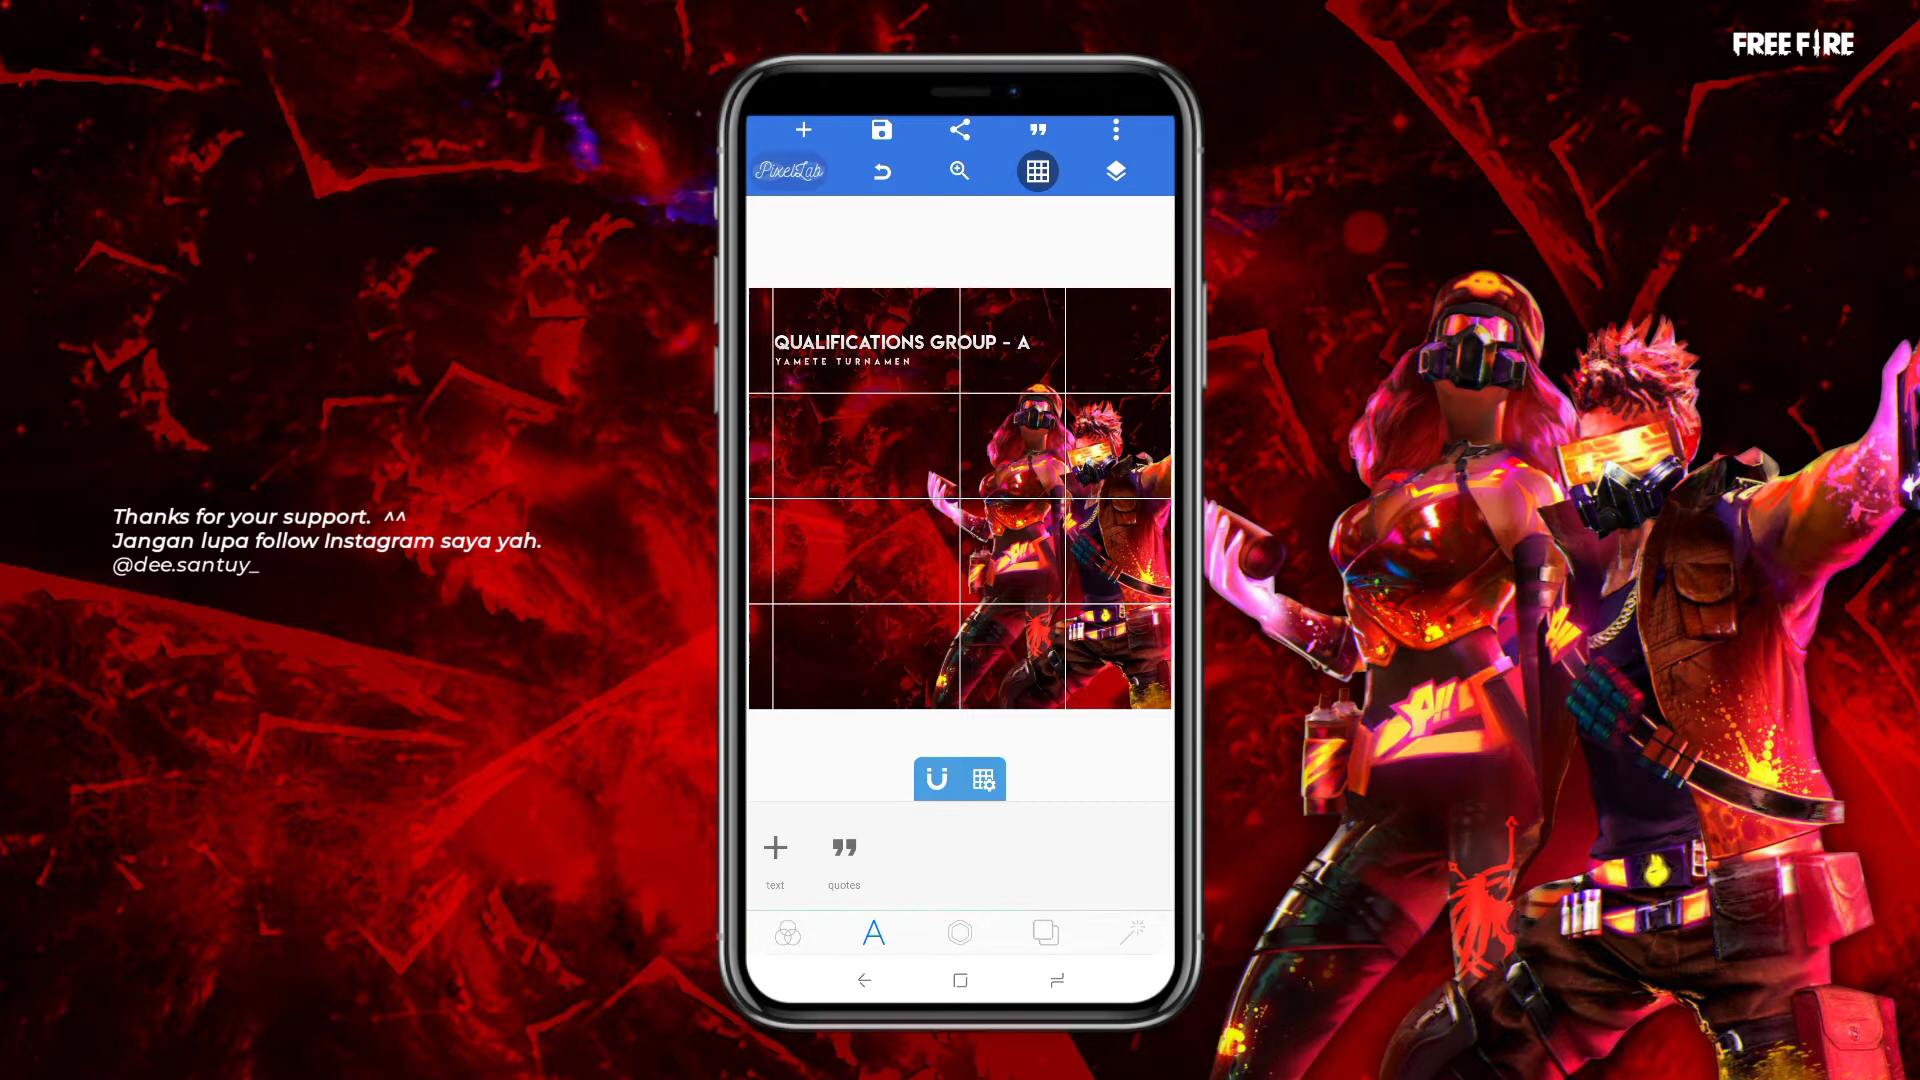 FREE FIRE
PixelLab
QUALIFICATIONS GROUP - A
YAMETE TURNAMEN
Thanks for your support. ^^
Jangan lupa follow Instagram saya yah.
@dee.santuy_
text
quotes